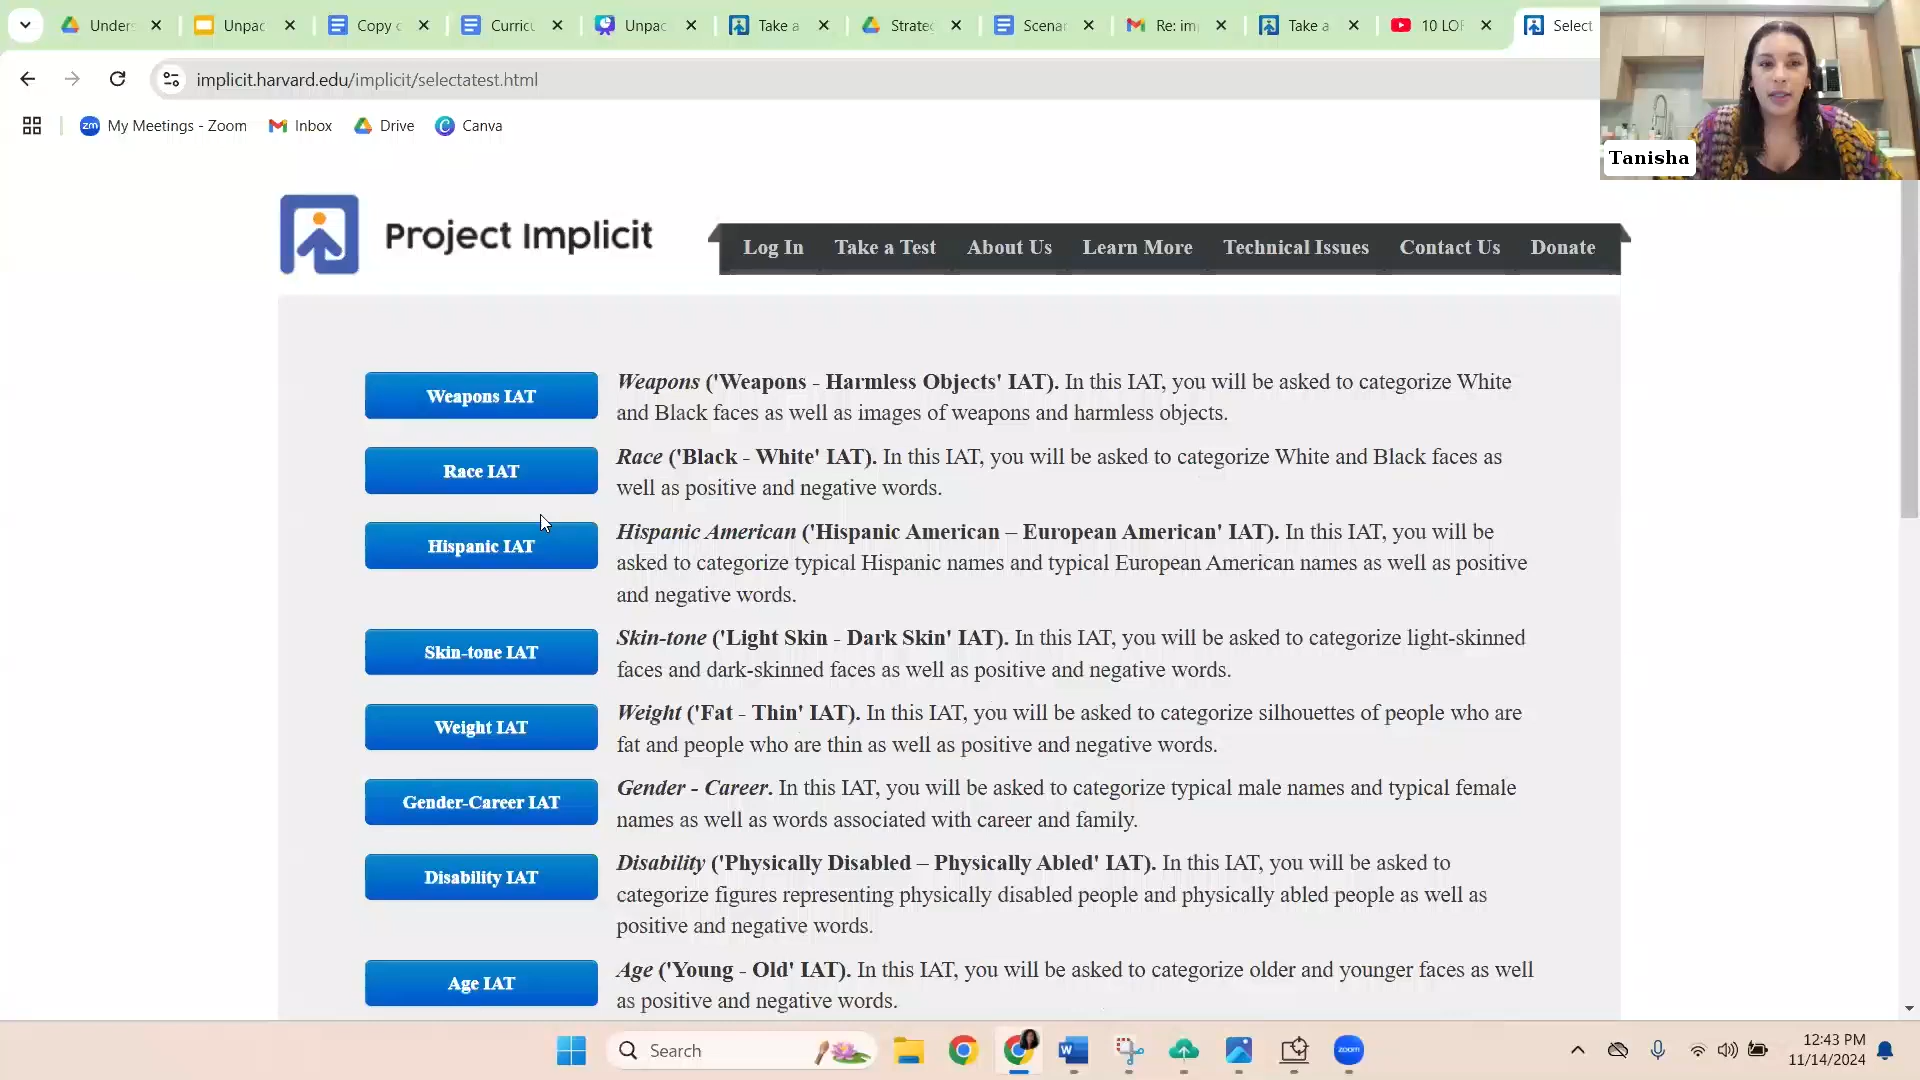 Under
Unpac
Copy c
Curricu
Unpac
Take a
Strateg
Scenar
Re: im
Take a
10 LOF
Select
implicit.harvard.edu/implicit/selectatest.html
zm My Meetings - Zoom
Inbox
Drive
Canva
Tanisha
Project Implicit
Log In
Take a Test
About Us
Learn More
Technical Issues
Contact Us
Donate
Weapons IAT
Weapons ('Weapons - Harmless Objects' IAT). In this IAT, you will be asked to categorize White
and Black faces as well as images of weapons and harmless objects.
Race IAT
Race ('Black - White' IAT). In this IAT, you will be asked to categorize White and Black faces as
well as positive and negative words.
Hispanic IAT
Hispanic American ('Hispanic American – European American' IAT). In this IAT, you will be
asked to categorize typical Hispanic names and typical European American names as well as positive
and negative words.
Skin-tone IAT
Skin-tone ('Light Skin - Dark Skin' IAT). In this IAT, you will be asked to categorize light-skinned
faces and dark-skinned faces as well as positive and negative words.
Weight IAT
Weight ('Fat - Thin' IAT). In this IAT, you will be asked to categorize silhouettes of people who are
fat and people who are thin as well as positive and negative words.
Gender-Career IAT
Gender - Career. In this IAT, you will be asked to categorize typical male names and typical female
names as well as words associated with career and family.
Disability IAT
Disability ('Physically Disabled – Physically Abled' IAT). In this IAT, you will be asked to
categorize figures representing physically disabled people and physically abled people as well as
positive and negative words.
Age IAT
Age ('Young - Old' IAT). In this IAT, you will be asked to categorize older and younger faces as well
as positive and negative words.
Search
W
zoom
12:43 PM
11/14/2024